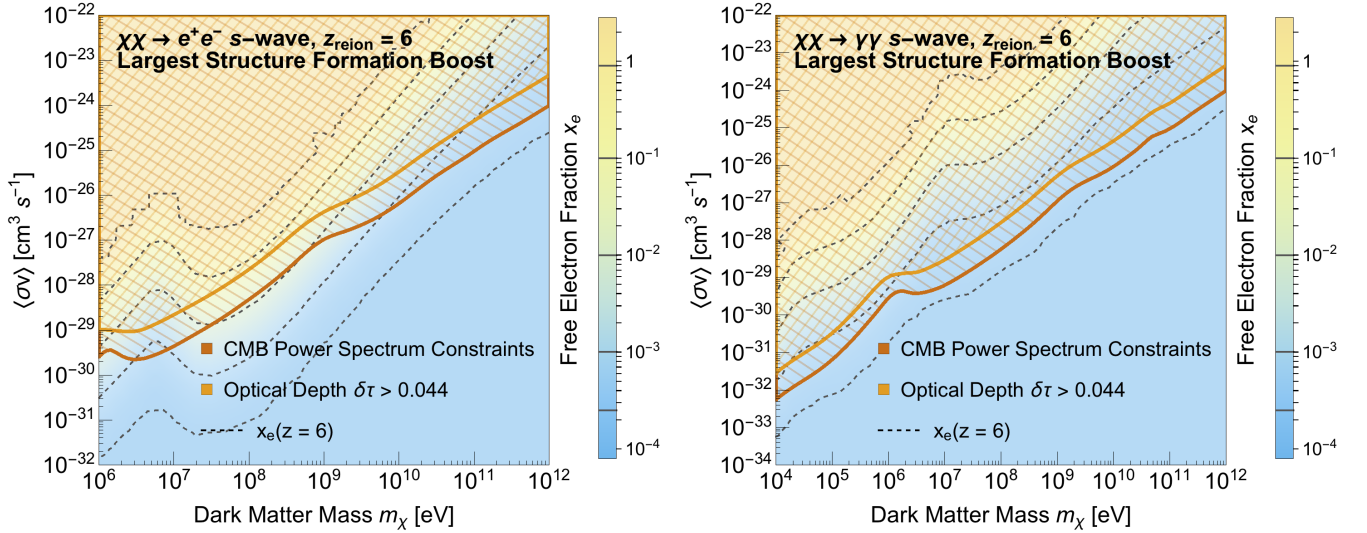 χχ → e⁺e⁻ s–wave, z_reion = 6
Largest Structure Formation Boost
⟨σv⟩ [cm³ s⁻¹]
10⁻²²
10⁻²³
10⁻²⁴
10⁻²⁵
10⁻²⁶
10⁻²⁷
10⁻²⁸
10⁻²⁹
10⁻³⁰
10⁻³¹
10⁻³²
CMB Power Spectrum Constraints
Optical Depth δτ > 0.044
xₑ(z = 6)
10⁶ 10⁷ 10⁸ 10⁹ 10¹⁰ 10¹¹ 10¹²
Dark Matter Mass m_χ [eV]
Free Electron Fraction xₑ
1
10⁻¹
10⁻²
10⁻³
10⁻⁴
χχ → γγ s–wave, z_reion = 6
Largest Structure Formation Boost
⟨σv⟩ [cm³ s⁻¹]
10⁻²²
10⁻²³
10⁻²⁴
10⁻²⁵
10⁻²⁶
10⁻²⁷
10⁻²⁸
10⁻²⁹
10⁻³⁰
10⁻³¹
10⁻³²
10⁻³³
10⁻³⁴
CMB Power Spectrum Constraints
Optical Depth δτ > 0.044
xₑ(z = 6)
10⁴ 10⁵ 10⁶ 10⁷ 10⁸ 10⁹ 10¹⁰ 10¹¹ 10¹²
Dark Matter Mass m_χ [eV]
Free Electron Fraction xₑ
1
10⁻¹
10⁻²
10⁻³
10⁻⁴